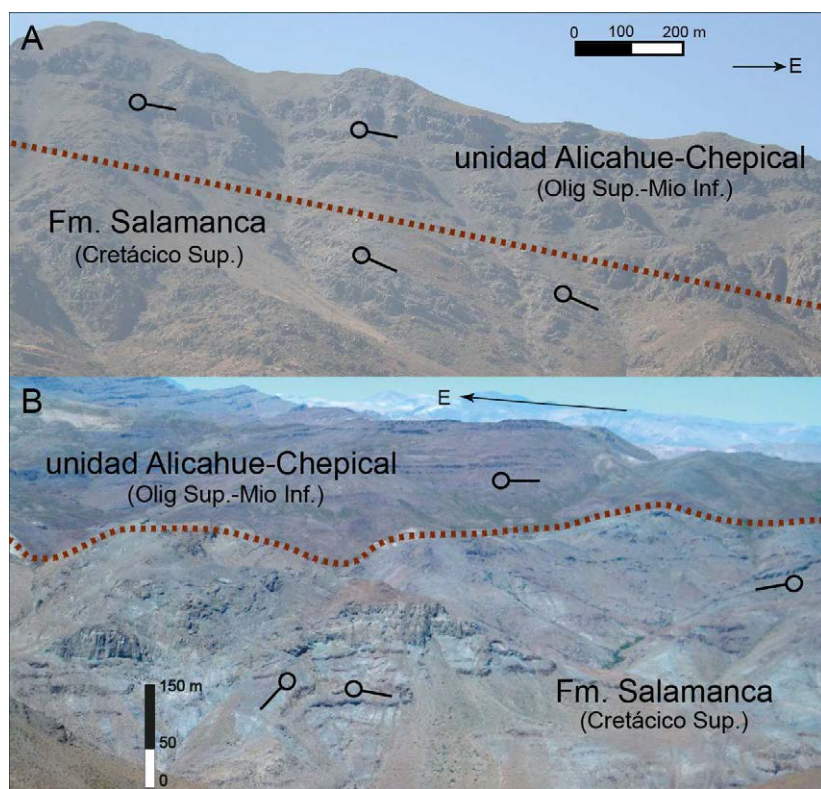 A
0 100 200 m
E
unidad Alicahue-Chepical
(Olig Sup.-Mio Inf.)
Fm. Salamanca
(Cretácico Sup.)
B
E
unidad Alicahue-Chepical
(Olig Sup.-Mio Inf.)
150 m
50
0
Fm. Salamanca
(Cretácico Sup.)